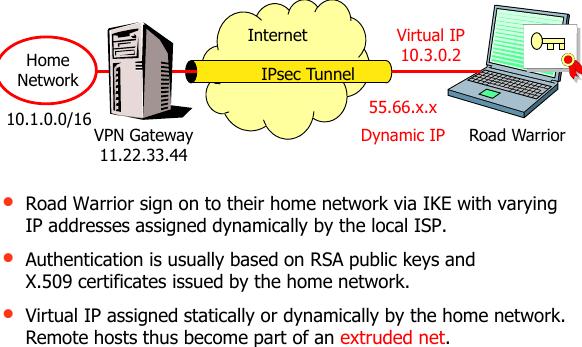 Home
Network
10.1.0.0/16
VPN Gateway
11.22.33.44
Internet
IPsec Tunnel
Virtual IP
10.3.0.2
55.66.x.x
Dynamic IP
Road Warrior
Road Warrior sign on to their home network via IKE with varying
IP addresses assigned dynamically by the local ISP.
Authentication is usually based on RSA public keys and
X.509 certificates issued by the home network.
Virtual IP assigned statically or dynamically by the home network.
Remote hosts thus become part of an extruded net.